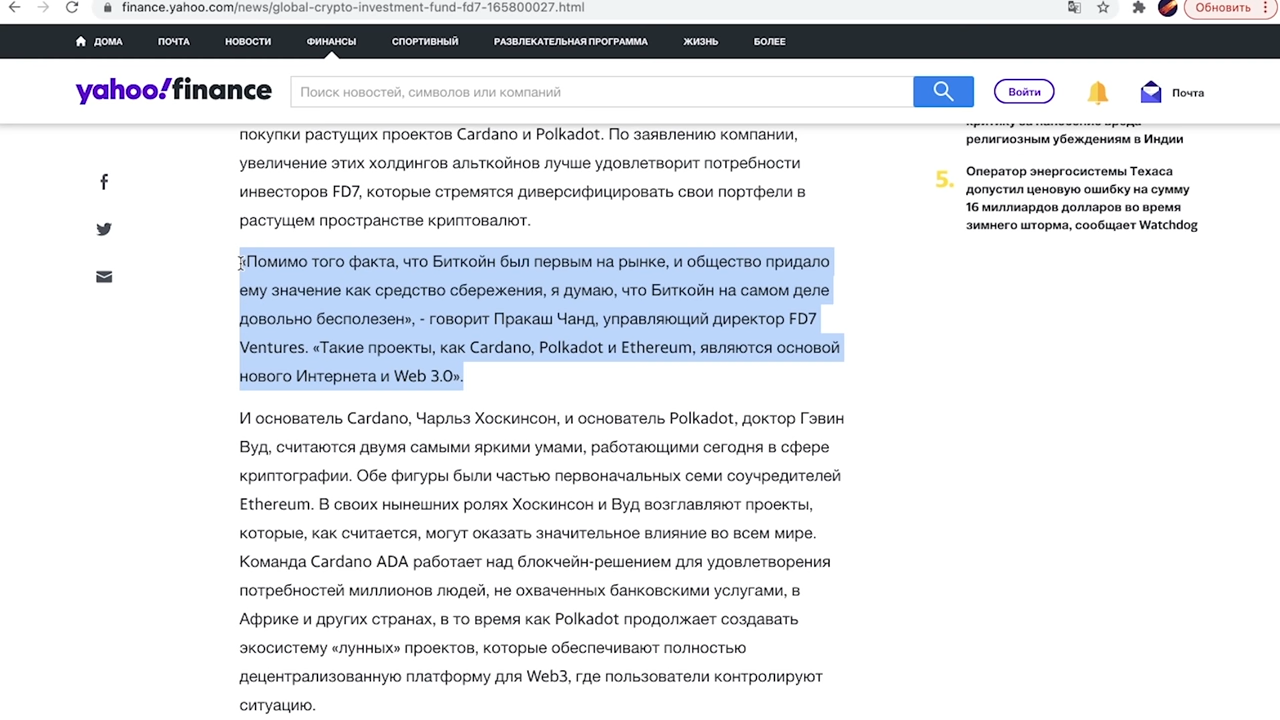 finance.yahoo.com/news/global-crypto-investment-fund-fd7-165800027.html
Обновить
ДОМА ПОЧТА НОВОСТИ ФИНАНСЫ СПОРТИВНЫЙ РАЗВЛЕКАТЕЛЬНАЯ ПРОГРАММА ЖИЗНЬ БОЛЕЕ
yahoo!finance Поиск новостей, символов или компаний Войти Почта
покупки растущих проектов Cardano и Polkadot. По заявлению компании,
увеличение этих холдингов альткойнов лучше удовлетворит потребности
инвесторов FD7, которые стремятся диверсифицировать свои портфели в
растущем пространстве криптовалют.
«Помимо того факта, что Биткойн был первым на рынке, и общество придало
ему значение как средство сбережения, я думаю, что Биткойн на самом деле
довольно бесполезен», - говорит Пракаш Чанд, управляющий директор FD7
Ventures. «Такие проекты, как Cardano, Polkadot и Ethereum, являются основой
нового Интернета и Web 3.0».
И основатель Cardano, Чарльз Хоскинсон, и основатель Polkadot, доктор Гэвин
Вуд, считаются двумя самыми яркими умами, работающими сегодня в сфере
криптографии. Обе фигуры были частью первоначальных семи соучредителей
Ethereum. В своих нынешних ролях Хоскинсон и Вуд возглавляют проекты,
которые, как считается, могут оказать значительное влияние во всем мире.
Команда Cardano ADA работает над блокчейн-решением для удовлетворения
потребностей миллионов людей, не охваченных банковскими услугами, в
Африке и других странах, в то время как Polkadot продолжает создавать
экосистему «лунных» проектов, которые обеспечивают полностью
децентрализованную платформу для Web3, где пользователи контролируют
ситуацию.
религиозным убеждениям в Индии
5. Оператор энергосистемы Техаса
допустил ценовую ошибку на сумму
16 миллиардов долларов во время
зимнего шторма, сообщает Watchdog